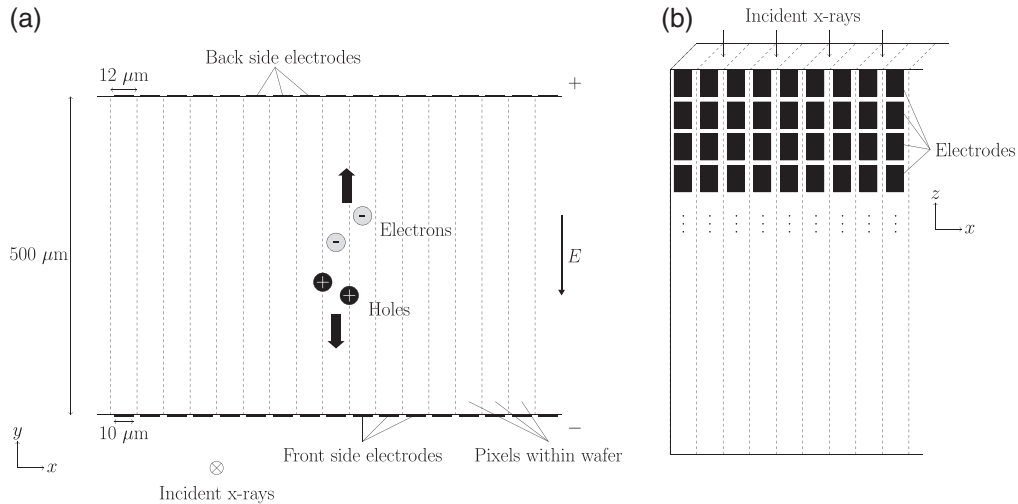 (a)
Back side electrodes
12 μm
+
-
Electrons
500 μm
-
E
+
+
Holes
10 μm
−
y
x
Front side electrodes
Pixels within wafer
Incident x-rays
(b)
Incident x-rays
Electrodes
z
x